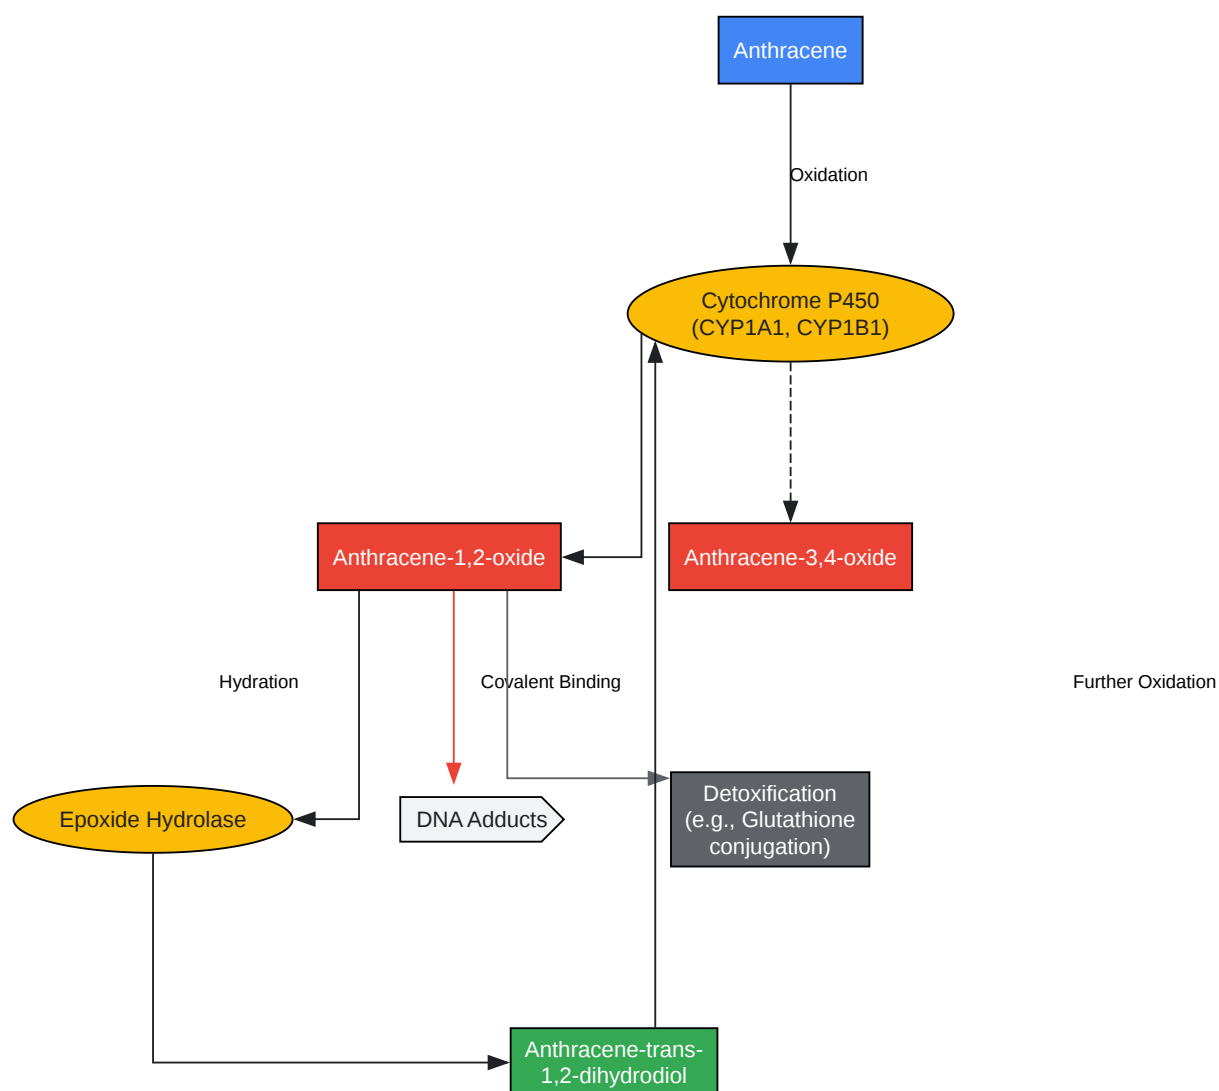 Anthracene
Oxidation
Cytochrome P450
(CYP1A1, CYP1B1)
Anthracene-1,2-oxide
Anthracene-3,4-oxide
Hydration
Covalent Binding
Further Oxidation
Epoxide Hydrolase
DNA Adducts
Detoxification
(e.g., Glutathione
conjugation)
Anthracene-trans-
1,2-dihydrodiol